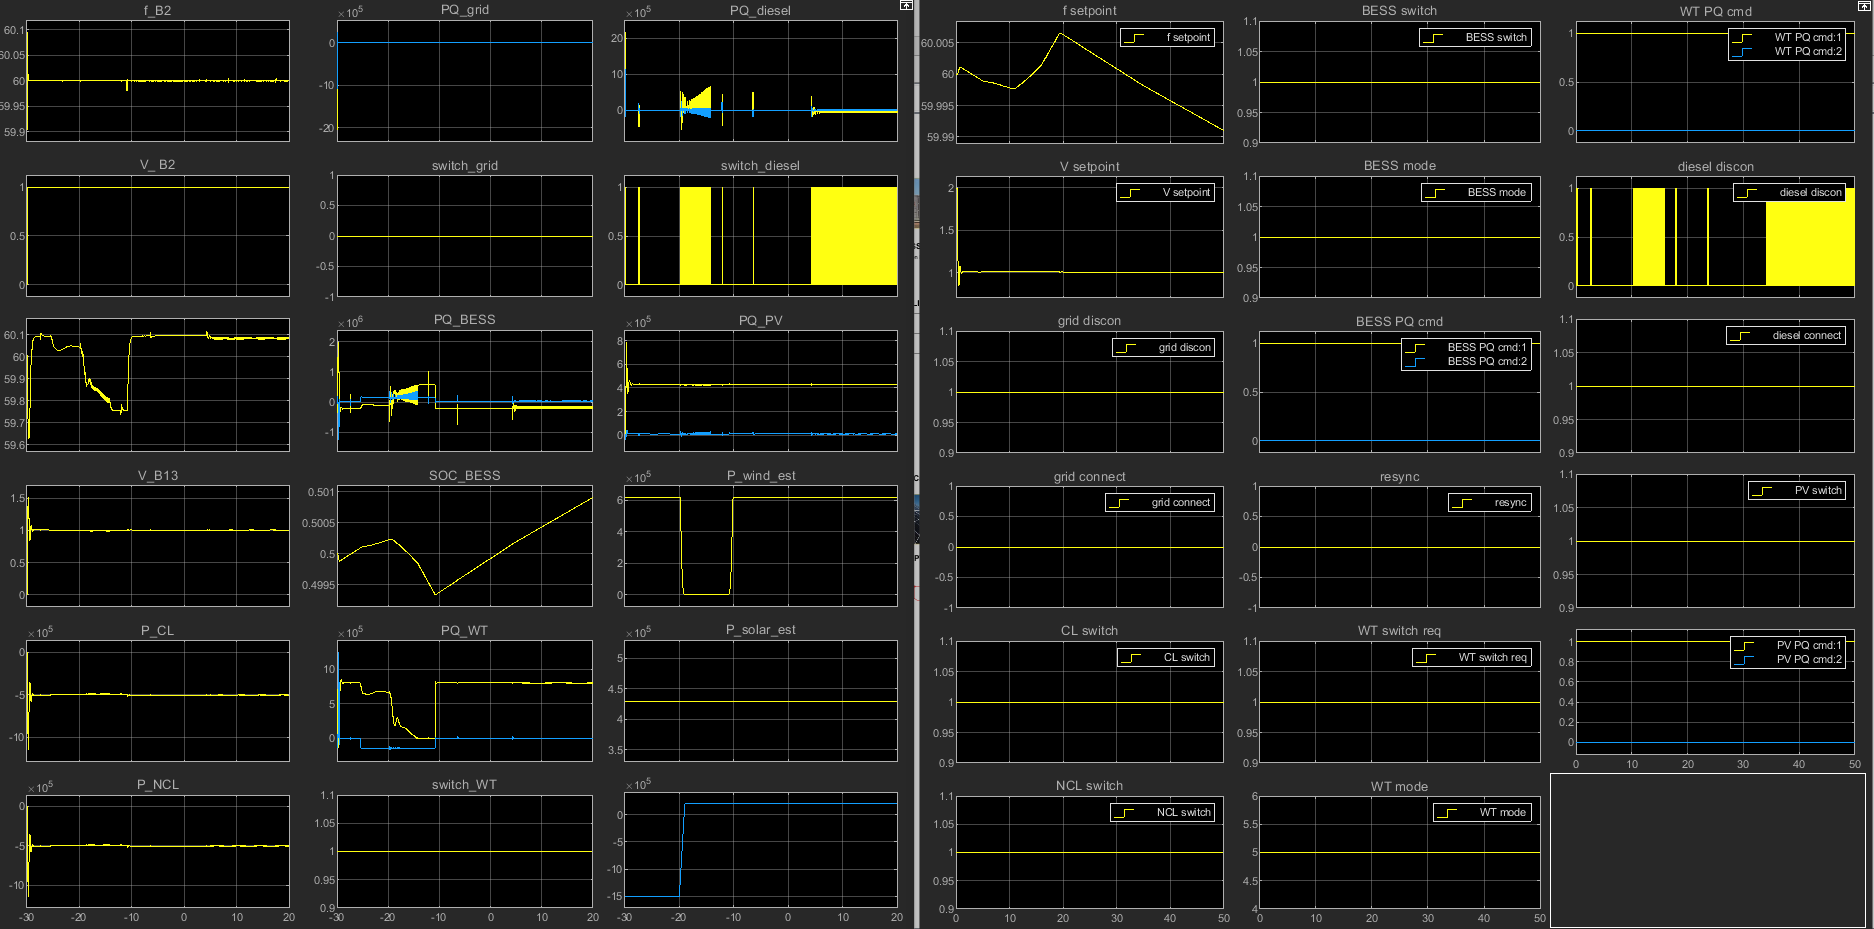 f_B2
60.1
60.05
60
59.95
59.9
PQ_grid
×10⁵
0
-10
-20
PQ_diesel
×10⁵
20
10
0
V_B2
1
0.5
0
switch_grid
1
0.5
0
-0.5
-1
switch_diesel
1
0.5
0
60.1
60
59.9
59.8
59.7
59.6
PQ_BESS
×10⁶
2
1
0
-1
PQ_PV
×10⁵
8
6
4
2
0
V_B13
1.5
1
0.5
0
SOC_BESS
0.501
0.5005
0.5
0.4995
P_wind_est
×10⁵
6
4
2
0
P_CL
×10⁵
0
-5
-10
PQ_WT
×10⁵
10
5
0
P_solar_est
×10⁵
5.5
5
4.5
4
3.5
P_NCL
×10⁵
0
-5
-10
-30 -20 -10 0 10 20
switch_WT
1.1
1.05
1
0.95
0.9
-30 -20 -10 0 10 20
×10⁵
0
-5
-10
-15
-30 -20 -10 0 10 20
f setpoint
f setpoint
60.005
60
59.995
59.99
BESS switch
BESS switch
1.1
1.05
1
0.95
0.9
WT PQ cmd
WT PQ cmd:1
WT PQ cmd:2
1
0.5
0
V setpoint
V setpoint
2
1.5
1
BESS mode
BESS mode
1.1
1.05
1
0.95
0.9
diesel discon
diesel discon
1
0.5
0
grid discon
grid discon
1.1
1.05
1
0.95
0.9
BESS PQ cmd
BESS PQ cmd:1
BESS PQ cmd:2
1
0.5
0
diesel connect
1.1
1.05
1
0.95
0.9
grid connect
grid connect
1
0.5
0
-0.5
-1
resync
resync
1
0.5
0
-0.5
-1
PV switch
1.1
1.05
1
0.95
0.9
CL switch
CL switch
1.1
1.05
1
0.95
0.9
WT switch req
WT switch req
1.1
1.05
1
0.95
0.9
PV PQ cmd:1
PV PQ cmd:2
1
0.8
0.6
0.4
0.2
0
0 10 20 30 40 50
NCL switch
NCL switch
1.1
1.05
1
0.95
0.9
0 10 20 30 40 50
WT mode
WT mode
6
5.5
5
4.5
4
0 10 20 30 40 50